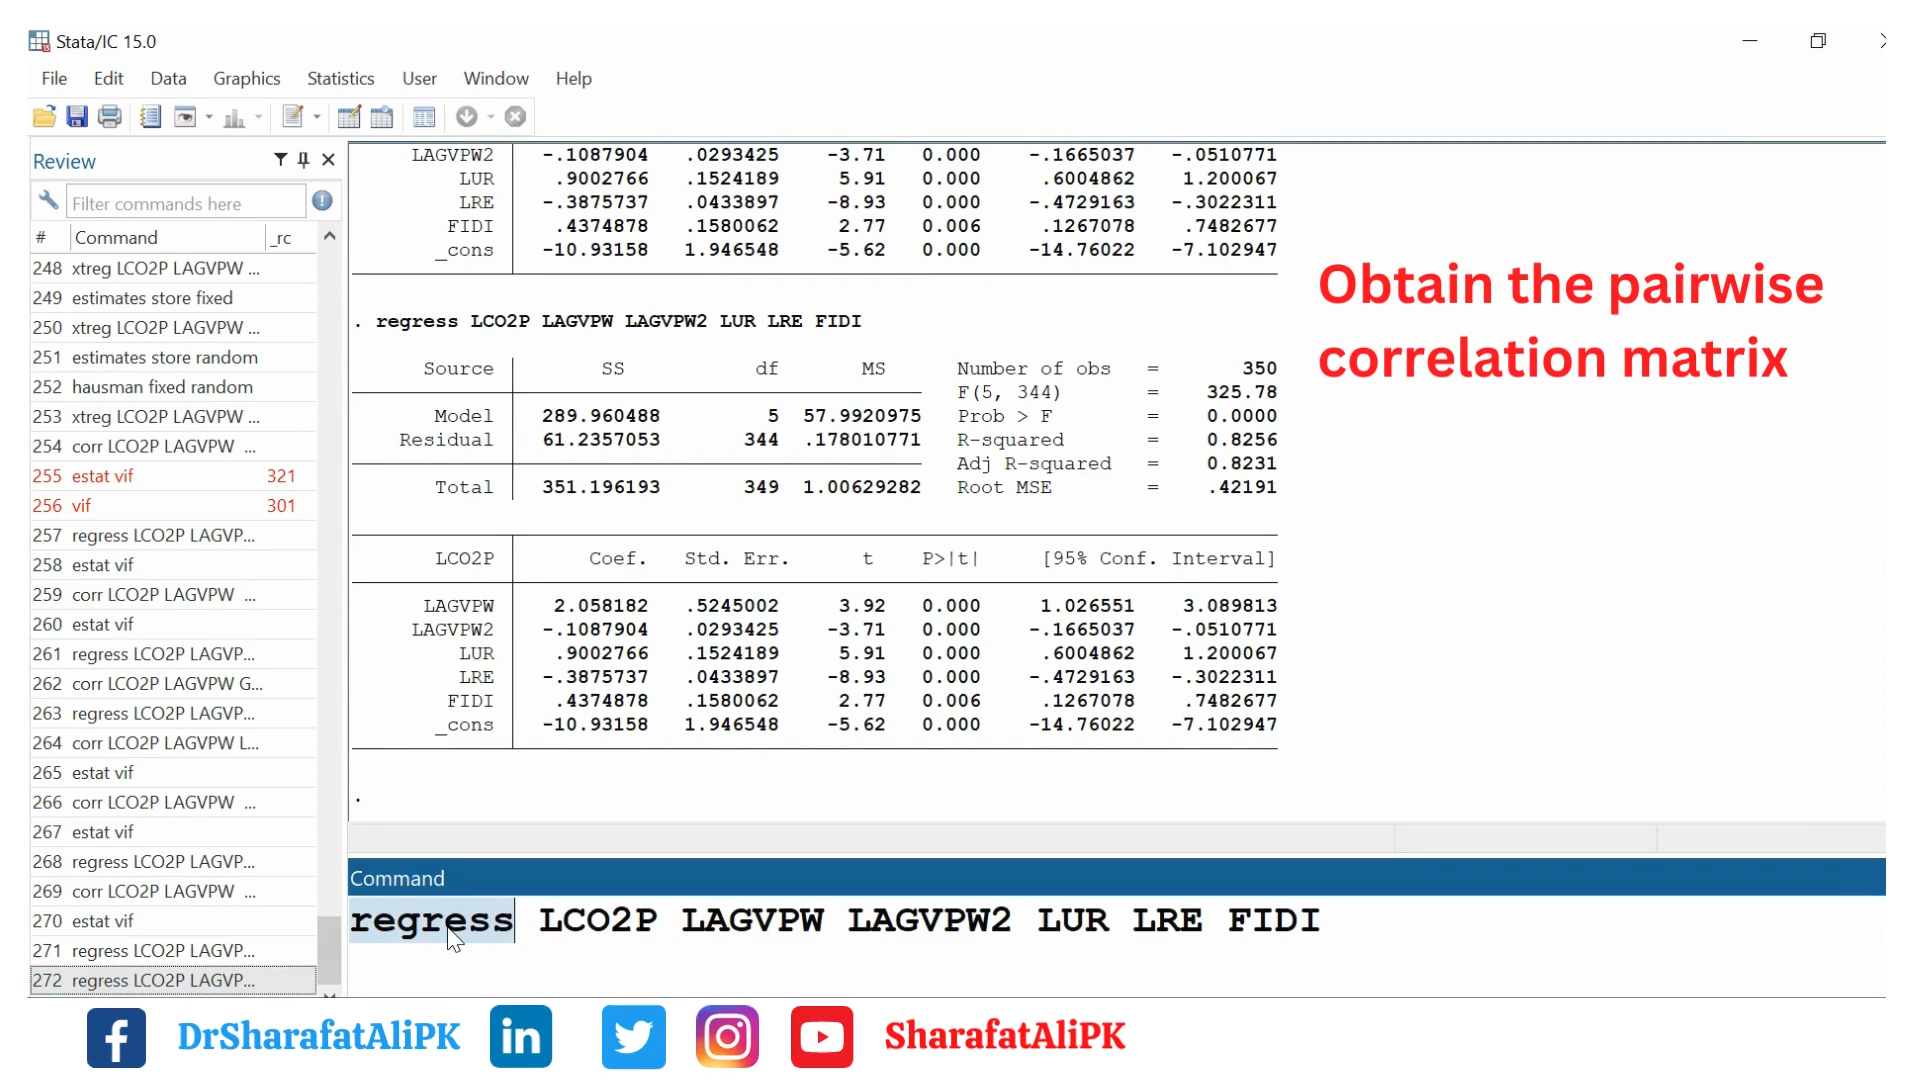 Stata/IC 15.0
File Edit Data Graphics Statistics User Window Help
Review
Filter commands here
# Command _rc
248 xtreg LCO2P LAGVPW ...
249 estimates store fixed
250 xtreg LCO2P LAGVPW ...
251 estimates store random
252 hausman fixed random
253 xtreg LCO2P LAGVPW ...
254 corr LCO2P LAGVPW ...
255 estat vif 321
256 vif 301
257 regress LCO2P LAGVP...
258 estat vif
259 corr LCO2P LAGVPW ...
260 estat vif
261 regress LCO2P LAGVP...
262 corr LCO2P LAGVPW G...
263 regress LCO2P LAGVP...
264 corr LCO2P LAGVPW L...
265 estat vif
266 corr LCO2P LAGVPW ...
267 estat vif
268 regress LCO2P LAGVP...
269 corr LCO2P LAGVPW ...
270 estat vif
271 regress LCO2P LAGVP...
272 regress LCO2P LAGVP...
LAGVPW2 -.1087904 .0293425 -3.71 0.000 -.1665037 -.0510771
LUR .9002766 .1524189 5.91 0.000 .6004862 1.200067
LRE -.3875737 .0433897 -8.93 0.000 -.4729163 -.3022311
FIDI .4374878 .1580062 2.77 0.006 .1267078 .7482677
_cons -10.93158 1.946548 -5.62 0.000 -14.76022 -7.102947
. regress LCO2P LAGVPW LAGVPW2 LUR LRE FIDI
Source SS df MS Number of obs = 350
F(5, 344) = 325.78
Model 289.960488 5 57.9920975 Prob > F = 0.0000
Residual 61.2357053 344 .178010771 R-squared = 0.8256
Adj R-squared = 0.8231
Total 351.196193 349 1.00629282 Root MSE = .42191
LCO2P Coef. Std. Err. t P>|t| [95% Conf. Interval]
LAGVPW 2.058182 .5245002 3.92 0.000 1.026551 3.089813
LAGVPW2 -.1087904 .0293425 -3.71 0.000 -.1665037 -.0510771
LUR .9002766 .1524189 5.91 0.000 .6004862 1.200067
LRE -.3875737 .0433897 -8.93 0.000 -.4729163 -.3022311
FIDI .4374878 .1580062 2.77 0.006 .1267078 .7482677
_cons -10.93158 1.946548 -5.62 0.000 -14.76022 -7.102947
.
Obtain the pairwise
correlation matrix
Command
regress LCO2P LAGVPW LAGVPW2 LUR LRE FIDI
DrSharafatAliPK SharafatAliPK